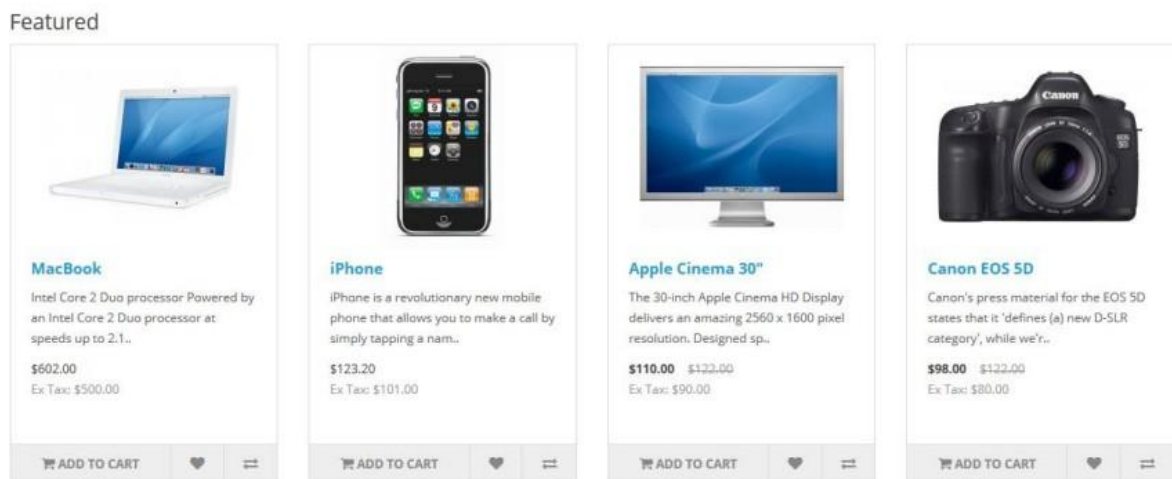 Featured
Canon
EOS
5D
MacBook
Intel Core 2 Duo processor Powered by
an Intel Core 2 Duo processor at
speeds up to 2.1..
$602.00
Ex Tax: $500.00
ADD TO CART
iPhone
iPhone is a revolutionary new mobile
phone that allows you to make a call by
simply tapping a nam..
$123.20
Ex Tax: $101.00
ADD TO CART
Apple Cinema 30"
The 30-inch Apple Cinema HD Display
delivers an amazing 2560 x 1600 pixel
resolution. Designed sp..
$110.00 $122.00
Ex Tax: $90.00
ADD TO CART
Canon EOS 5D
Canon's press material for the EOS 5D
states that it 'defines (a) new D-SLR
category', while we'r..
$98.00 $122.00
Ex Tax: $80.00
ADD TO CART